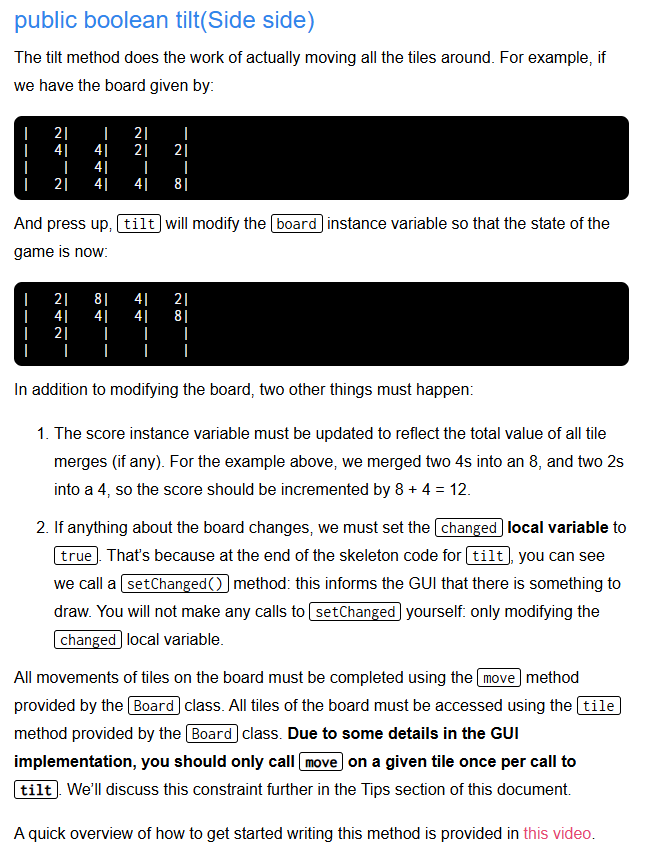 public boolean tilt(Side side)
The tilt method does the work of actually moving all the tiles around. For example, if
we have the board given by:
|   2|    |   2|    |
|   4|   4|   2|   2|
|    |   4|    |    |
|   2|   4|   4|   8|
And press up, tilt will modify the board instance variable so that the state of the
game is now:
|   2|   8|   4|   2|
|   4|   4|   4|   8|
|   2|    |    |    |
|    |    |    |    |
In addition to modifying the board, two other things must happen:
1. The score instance variable must be updated to reflect the total value of all tile
merges (if any). For the example above, we merged two 4s into an 8, and two 2s
into a 4, so the score should be incremented by 8 + 4 = 12.
2. If anything about the board changes, we must set the changed local variable to
true. That's because at the end of the skeleton code for tilt, you can see
we call a setChanged() method: this informs the GUI that there is something to
draw. You will not make any calls to setChanged yourself: only modifying the
changed local variable.
All movements of tiles on the board must be completed using the move method
provided by the Board class. All tiles of the board must be accessed using the tile
method provided by the Board class. Due to some details in the GUI
implementation, you should only call move on a given tile once per call to
tilt. We'll discuss this constraint further in the Tips section of this document.
A quick overview of how to get started writing this method is provided in this video.